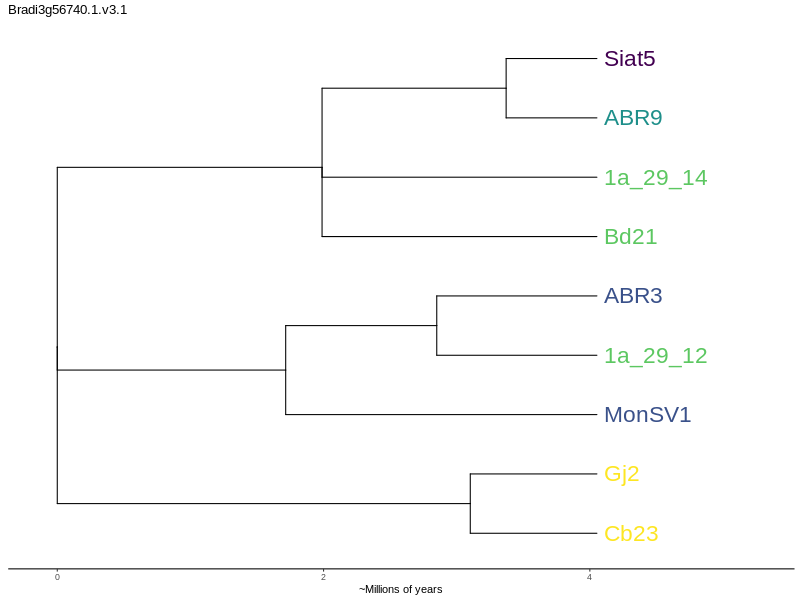 Bradi3g56740.1.v3.1
Siat5
ABR9
1a_29_14
Bd21
ABR3
1a_29_12
MonSV1
Gj2
Cb23
0 2 4
~Millions of years